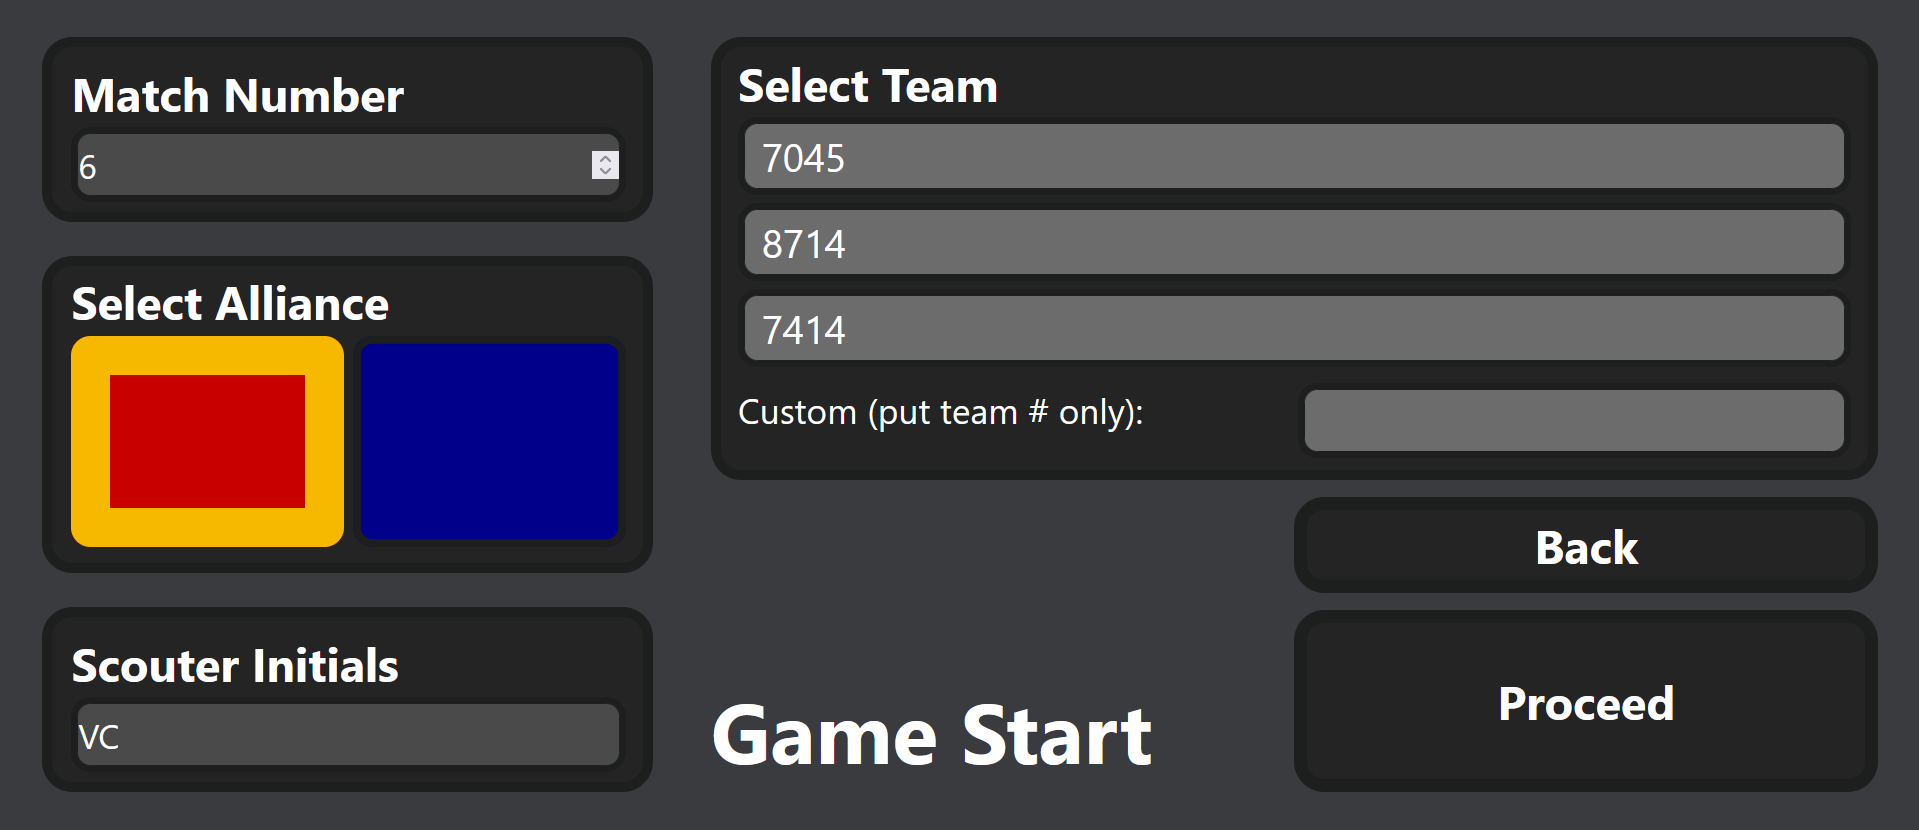 Match Number
6
Select Alliance
Scouter Initials
VC
Select Team
7045
8714
7414
Custom (put team # only):
Back
Proceed
Game Start